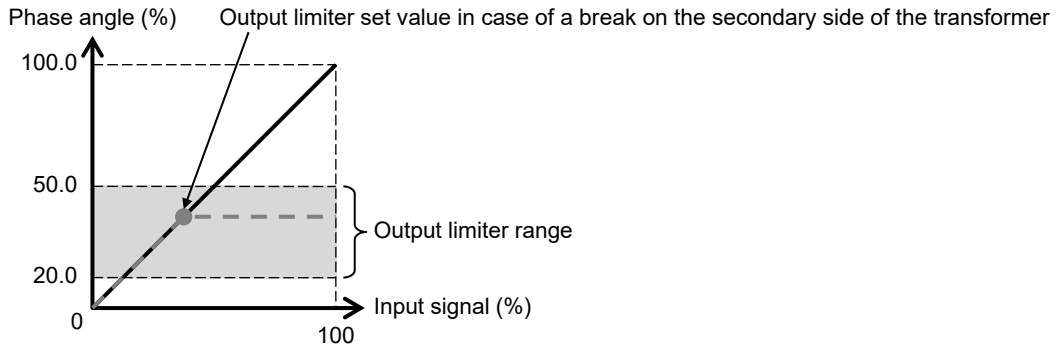 Phase angle (%)
Output limiter set value in case of a break on the secondary side of the transformer
100.0
50.0
Output limiter range
20.0
Input signal (%)
0
100